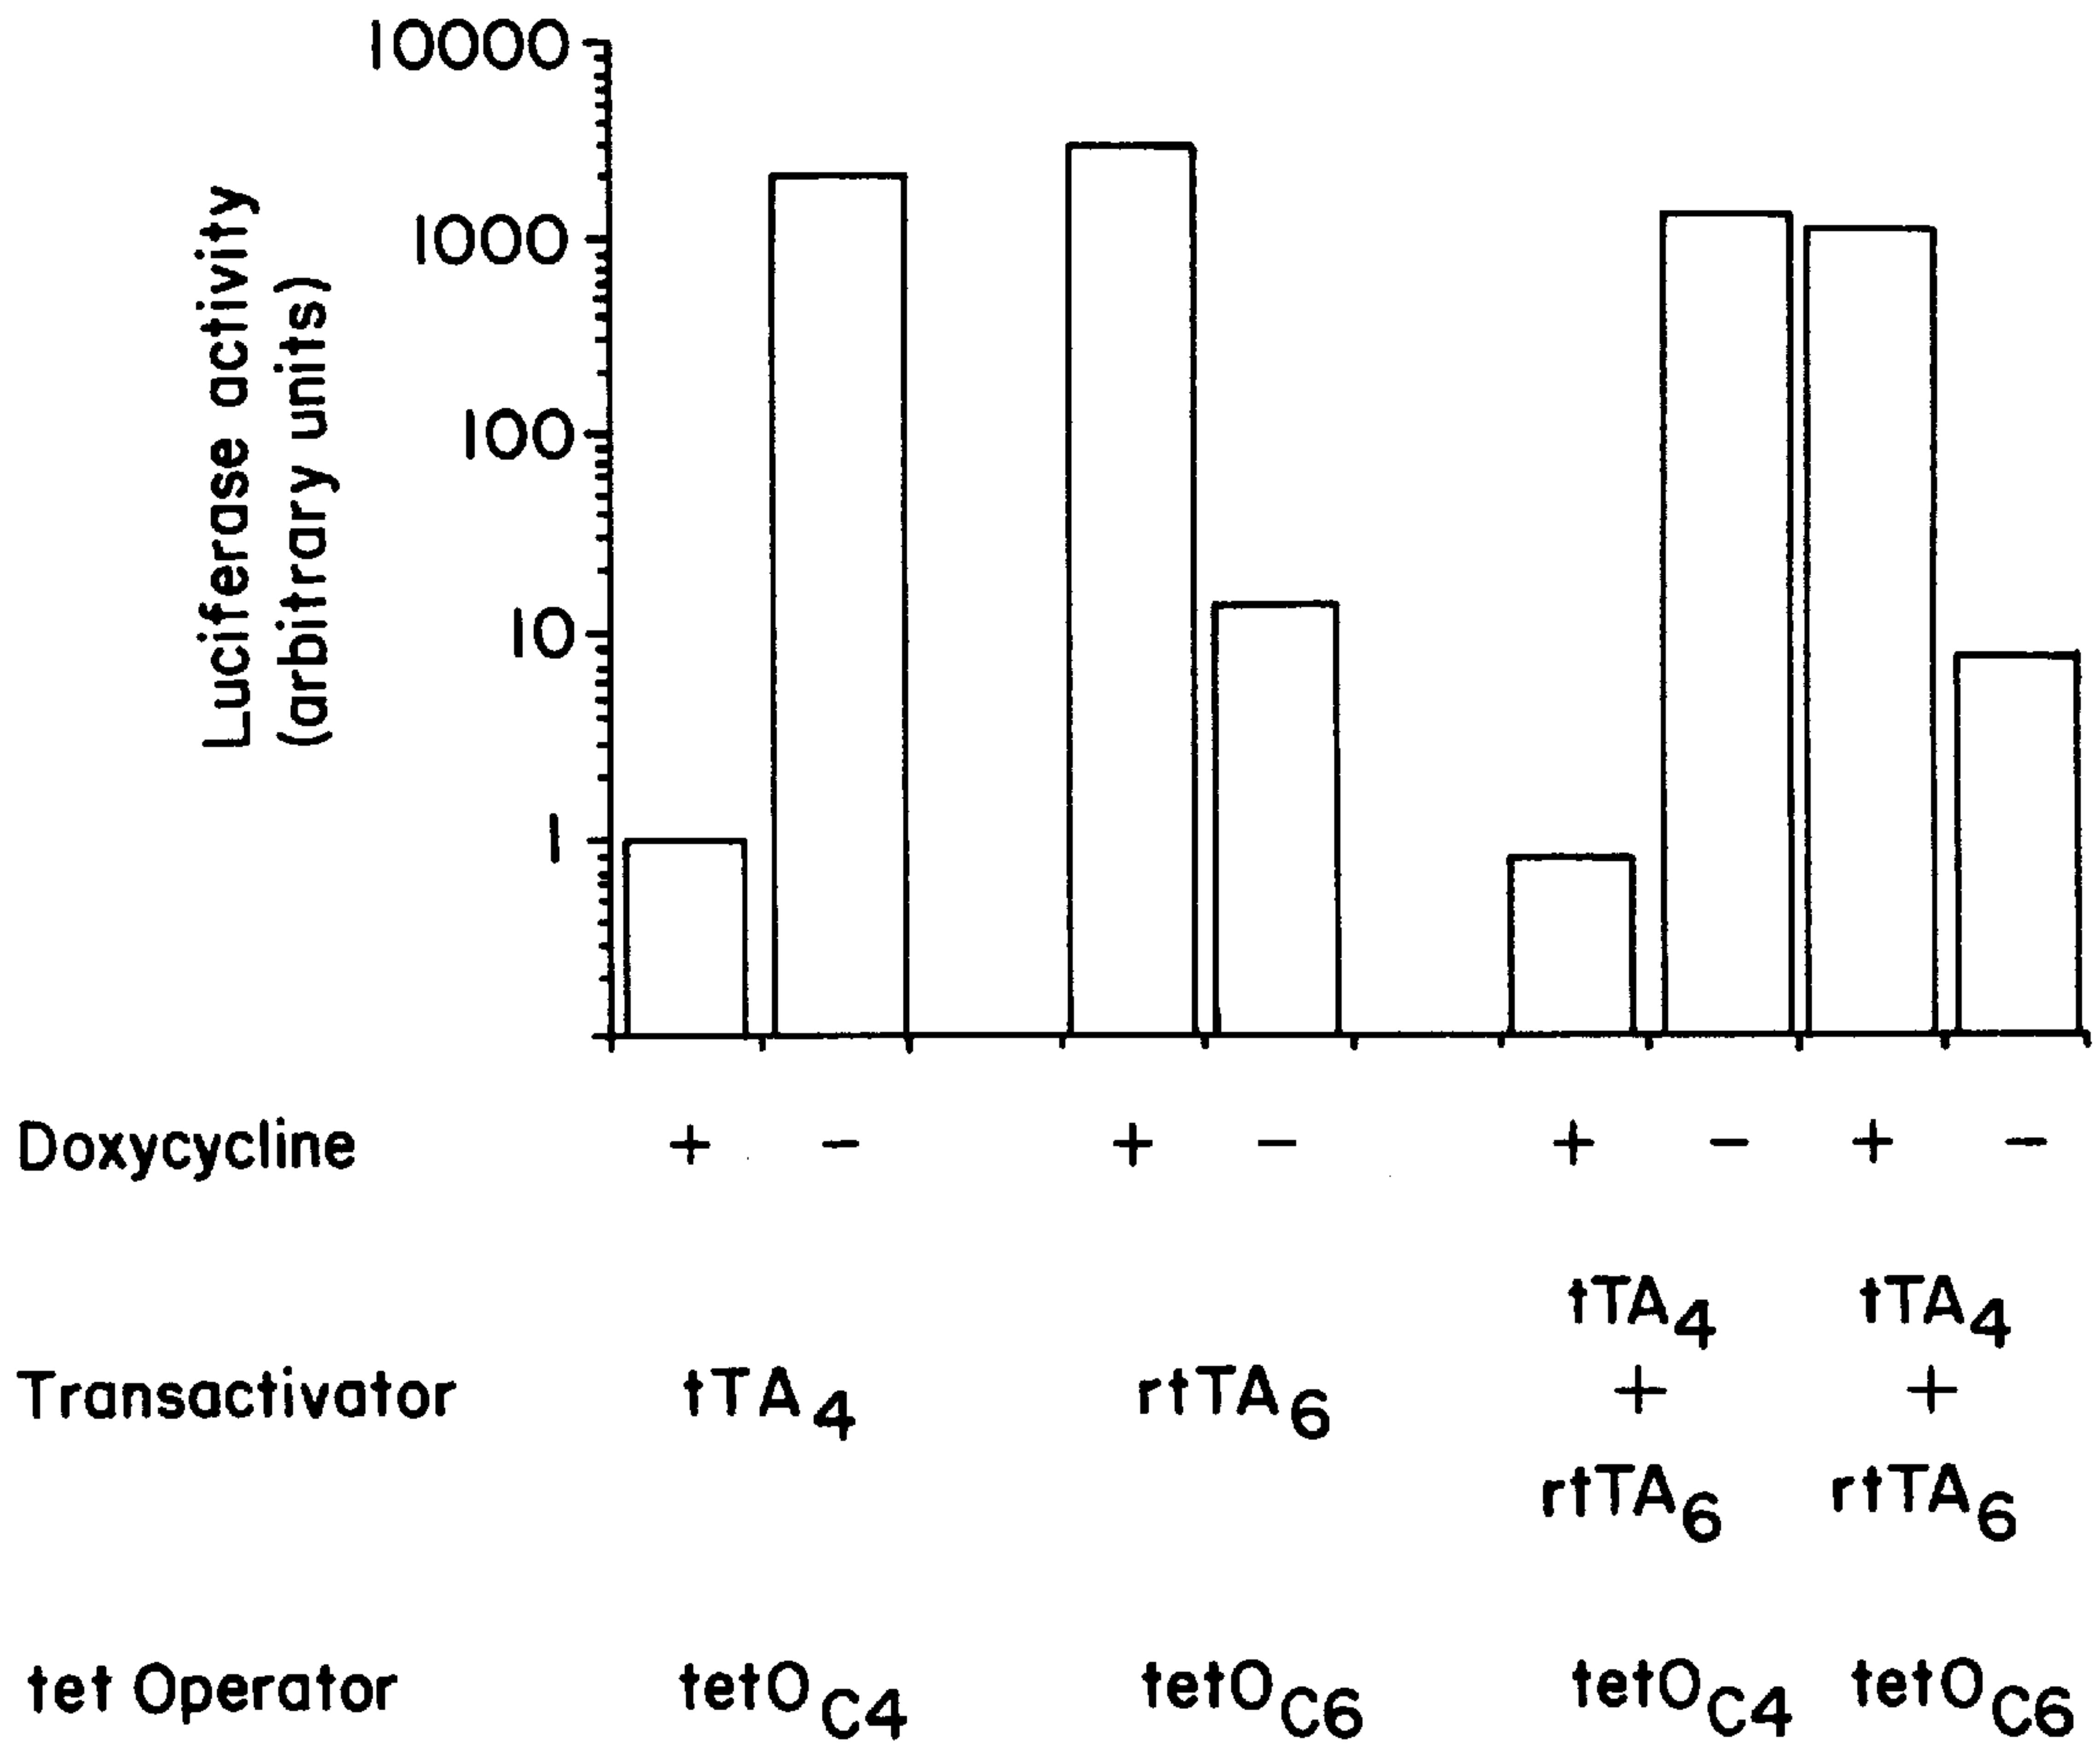 10000
1000
100
10
1
Luciferase activity
(arbitrary units)
Doxycycline + − + − + − + −
tTA4 tTA4
Transactivator tTA4 rtTA6 + +
rtTA6 rtTA6
tet Operator tetOC4 tetOC6 tetOC4 tetOC6